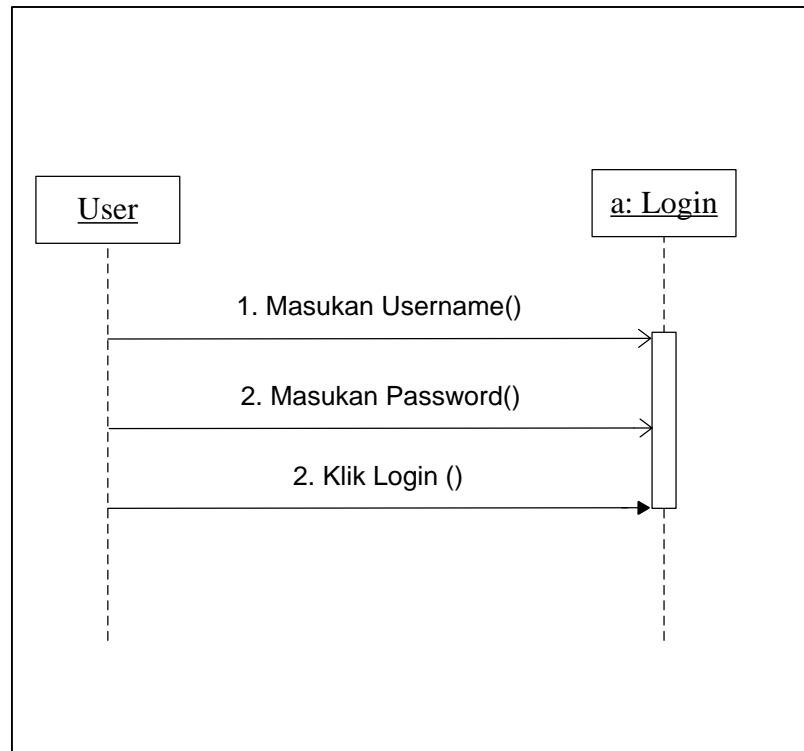 User
a: Login
1. Masukan Username()
2. Masukan Password()
2. Klik Login ()